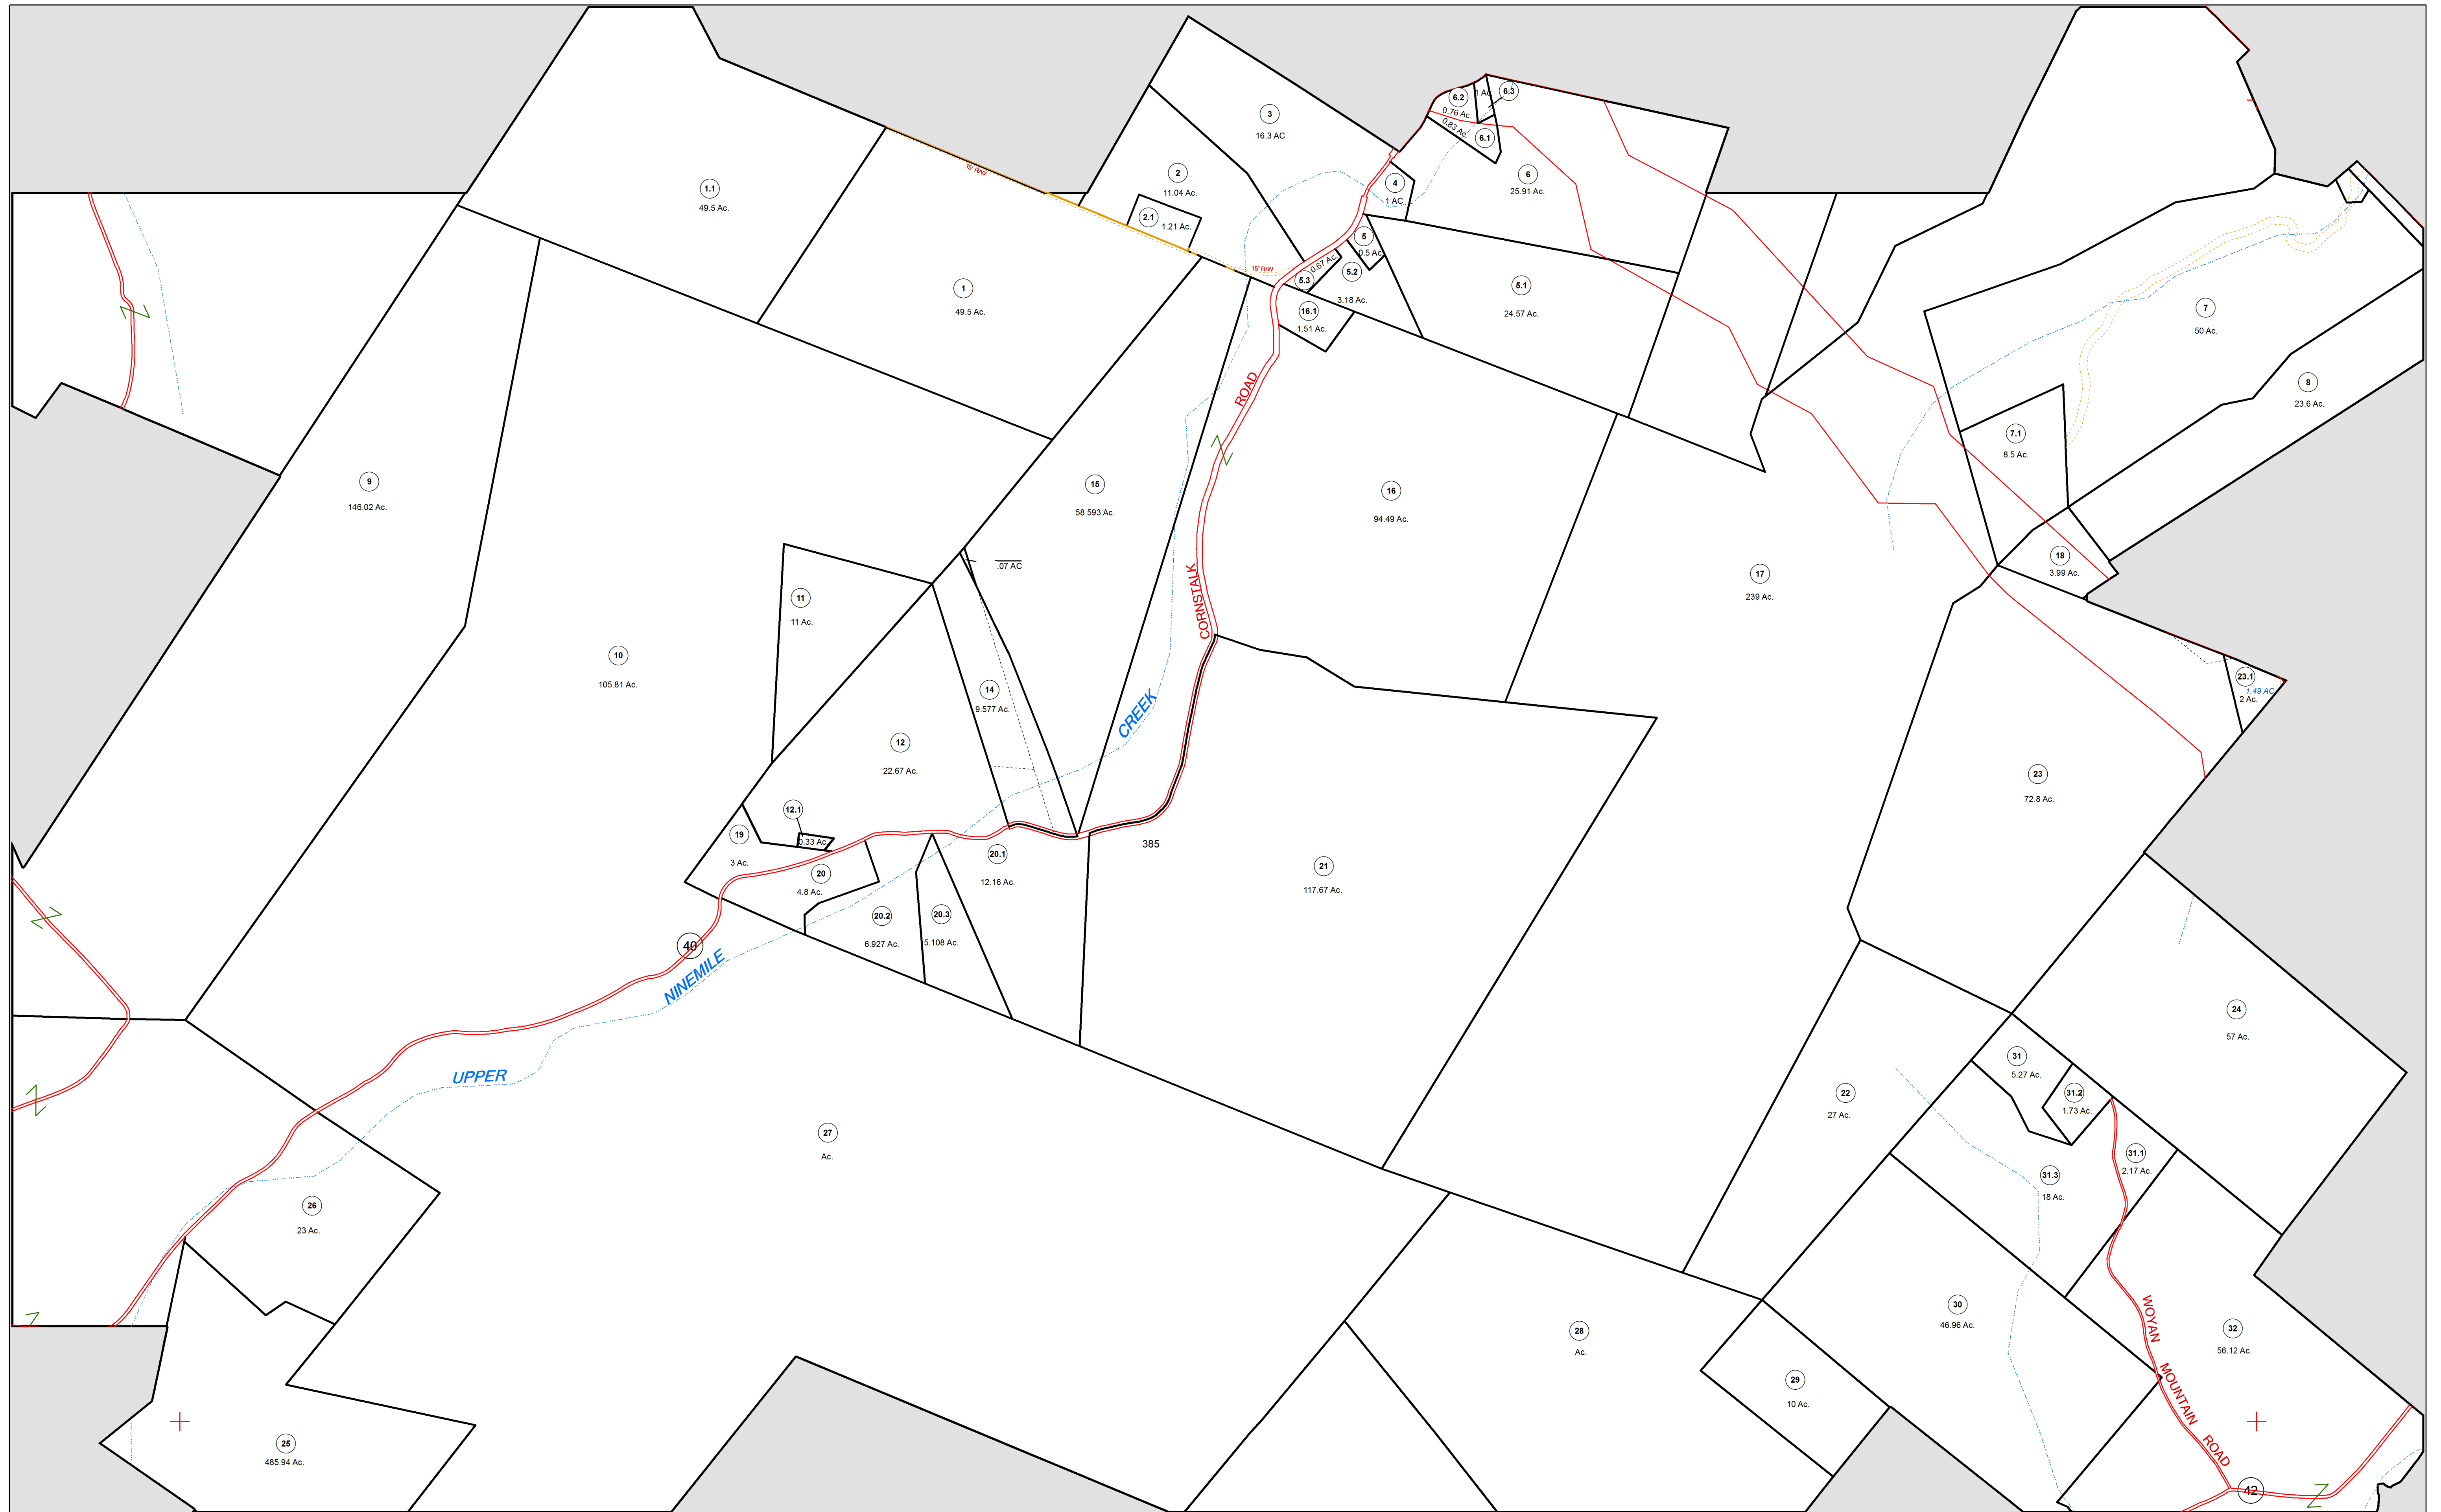 6.2
1 Ac.
6.3
0.76 Ac.
3
16.3 AC
0.83 Ac.
6.1
15' R/W
2
11.04 Ac.
6
25.91 Ac.
1.1
49.5 Ac.
4
1 AC
2.1
1.21 Ac.
5
0.5 Ac.
15' R/W
0.67 Ac.
5.3
5.2
3.18 Ac.
1
49.5 Ac.
5.1
24.57 Ac.
16.1
1.51 Ac.
7
50 Ac.
8
23.6 Ac.
ROAD
7.1
8.5 Ac.
9
146.02 Ac.
15
58.593 Ac.
16
94.49 Ac.
.07 AC
17
239 Ac.
18
3.99 Ac.
CORNSTALK
11
11 Ac.
10
105.81 Ac.
14
9.577 Ac.
23.1
1.49 AC.
2 Ac.
CREEK
12
22.67 Ac.
23
72.8 Ac.
12.1
0.33 Ac.
19
3 Ac.
385
20
4.8 Ac.
20.1
12.16 Ac.
21
117.67 Ac.
20.2
6.927 Ac.
20.3
5.108 Ac.
40
NINEMILE
24
57 Ac.
UPPER
31
5.27 Ac.
31.2
1.73 Ac.
22
27 Ac.
27
Ac.
31.1
2.17 Ac.
31.3
18 Ac.
26
23 Ac.
30
46.96 Ac.
28
Ac.
32
56.12 Ac.
WOYAN
MOUNTAIN
ROAD
29
10 Ac.
25
485.94 Ac.
42